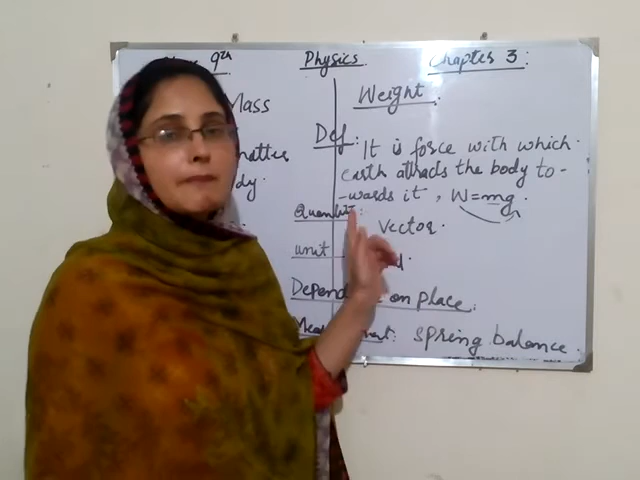 9th Physics Chapter 3:
Mass Weight:
Def: It is force with which
matter earth attracts the body to-
dy. -wards it, W=mg.
Quantity: Vector.
unit
Depend on place.
spring balance.